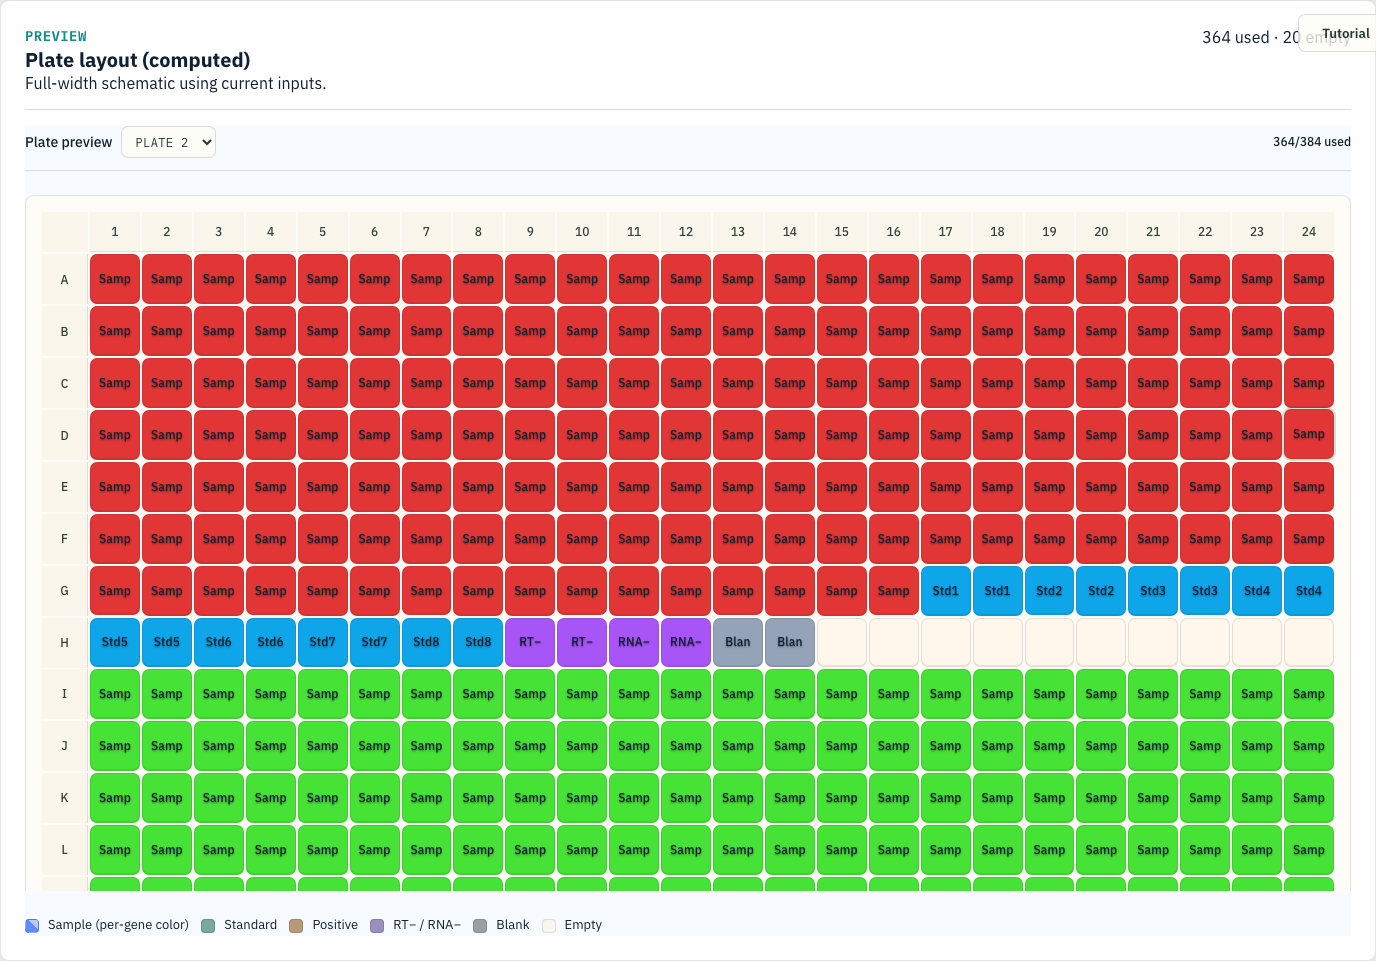 PREVIEW
Plate layout (computed)
Full-width schematic using current inputs.
364 used · 20 empty
Tutorial
Plate preview
PLATE 2
364/384 used
1 2 3 4 5 6 7 8 9 10 11 12 13 14 15 16 17 18 19 20 21 22 23 24
A Samp Samp Samp Samp Samp Samp Samp Samp Samp Samp Samp Samp Samp Samp Samp Samp Samp Samp Samp Samp Samp Samp Samp Samp
B Samp Samp Samp Samp Samp Samp Samp Samp Samp Samp Samp Samp Samp Samp Samp Samp Samp Samp Samp Samp Samp Samp Samp Samp
C Samp Samp Samp Samp Samp Samp Samp Samp Samp Samp Samp Samp Samp Samp Samp Samp Samp Samp Samp Samp Samp Samp Samp Samp
D Samp Samp Samp Samp Samp Samp Samp Samp Samp Samp Samp Samp Samp Samp Samp Samp Samp Samp Samp Samp Samp Samp Samp Samp
E Samp Samp Samp Samp Samp Samp Samp Samp Samp Samp Samp Samp Samp Samp Samp Samp Samp Samp Samp Samp Samp Samp Samp Samp
F Samp Samp Samp Samp Samp Samp Samp Samp Samp Samp Samp Samp Samp Samp Samp Samp Samp Samp Samp Samp Samp Samp Samp Samp
G Samp Samp Samp Samp Samp Samp Samp Samp Samp Samp Samp Samp Samp Samp Samp Samp Std1 Std1 Std2 Std2 Std3 Std3 Std4 Std4
H Std5 Std5 Std6 Std6 Std7 Std7 Std8 Std8 RT− RT− RNA− RNA− Blan Blan
I Samp Samp Samp Samp Samp Samp Samp Samp Samp Samp Samp Samp Samp Samp Samp Samp Samp Samp Samp Samp Samp Samp Samp Samp
J Samp Samp Samp Samp Samp Samp Samp Samp Samp Samp Samp Samp Samp Samp Samp Samp Samp Samp Samp Samp Samp Samp Samp Samp
K Samp Samp Samp Samp Samp Samp Samp Samp Samp Samp Samp Samp Samp Samp Samp Samp Samp Samp Samp Samp Samp Samp Samp Samp
L Samp Samp Samp Samp Samp Samp Samp Samp Samp Samp Samp Samp Samp Samp Samp Samp Samp Samp Samp Samp Samp Samp Samp Samp
Sample (per-gene color) Standard Positive RT− / RNA− Blank Empty